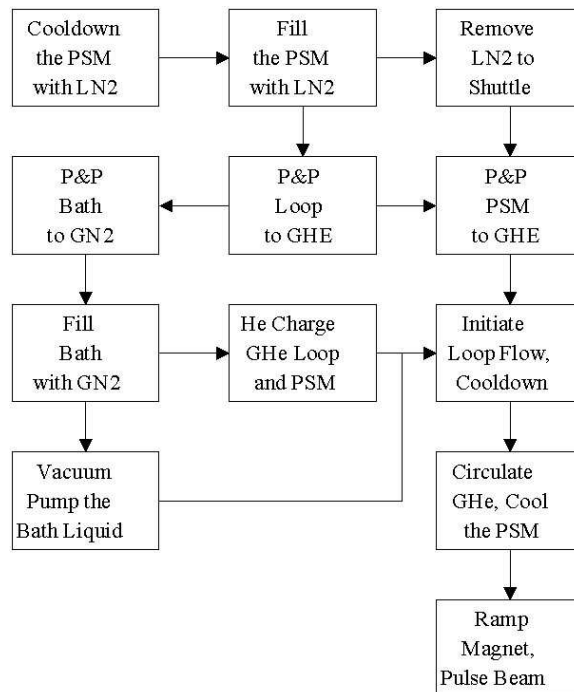 Cooldown
the PSM
with LN2
Fill
the PSM
with LN2
Remove
LN2 to
Shuttle
P&P
Bath
to GN2
P&P
Loop
to GHE
P&P
PSM
to GHE
Fill
Bath
with GN2
He Charge
GHe Loop
and PSM
Initiate
Loop Flow,
Cooldown
Vacuum
Pump the
Bath Liquid
Circulate
GHe, Cool
the PSM
Ramp
Magnet,
Pulse Beam